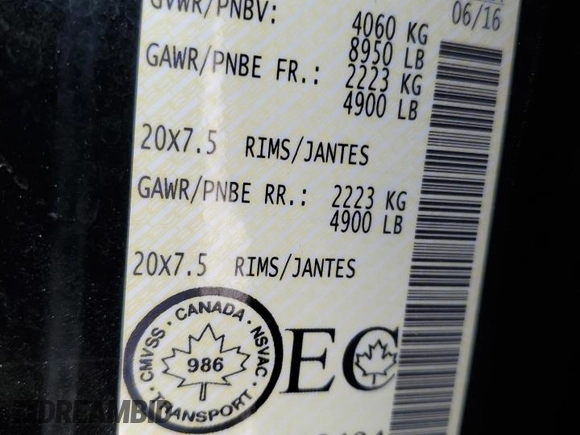 06/16
GVWR/PNBV: 4060 KG
8950 LB
GAWR/PNBE FR.: 2223 KG
4900 LB
20X7.5 RIMS/JANTES
GAWR/PNBE RR.: 2223 KG
4900 LB
20X7.5 RIMS/JANTES
CMVSS · CANADA · NSVAC · TRANSPORT ·
986
EC
DREAMBID